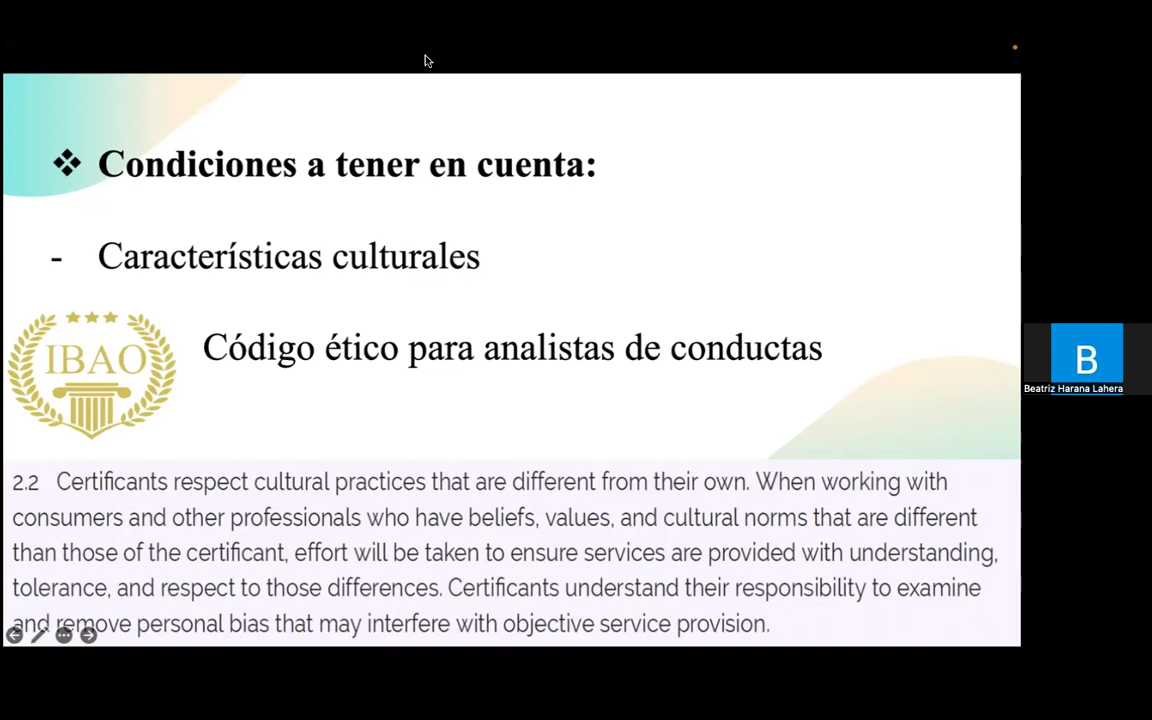 ❖ Condiciones a tener en cuenta:
- Características culturales
IBAO
Código ético para analistas de conductas
B
Beatriz Harana Lahera
2.2 Certificants respect cultural practices that are different from their own. When working with
consumers and other professionals who have beliefs, values, and cultural norms that are different
than those of the certificant, effort will be taken to ensure services are provided with understanding,
tolerance, and respect to those differences. Certificants understand their responsibility to examine
and remove personal bias that may interfere with objective service provision.